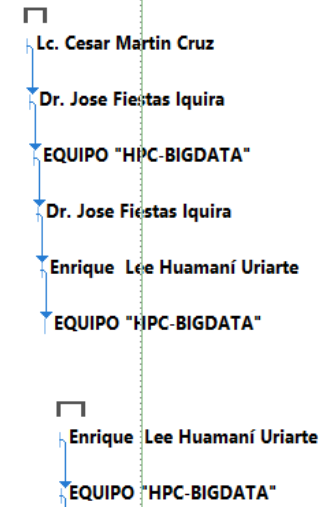 Lc. Cesar Martin Cruz
Dr. Jose Fiestas Iquira
EQUIPO "HPC-BIGDATA"
Dr. Jose Fiestas Iquira
Enrique  Lee Huamaní Uriarte
EQUIPO "HPC-BIGDATA"
Enrique  Lee Huamaní Uriarte
EQUIPO "HPC-BIGDATA"